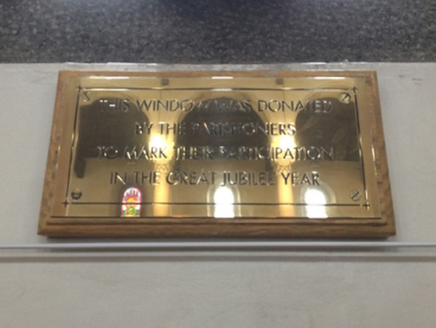 THIS WINDOW WAS DONATED
BY THE PARISHIONERS
TO MARK THEIR PARTICIPATION
IN THE GREAT JUBILEE YEAR